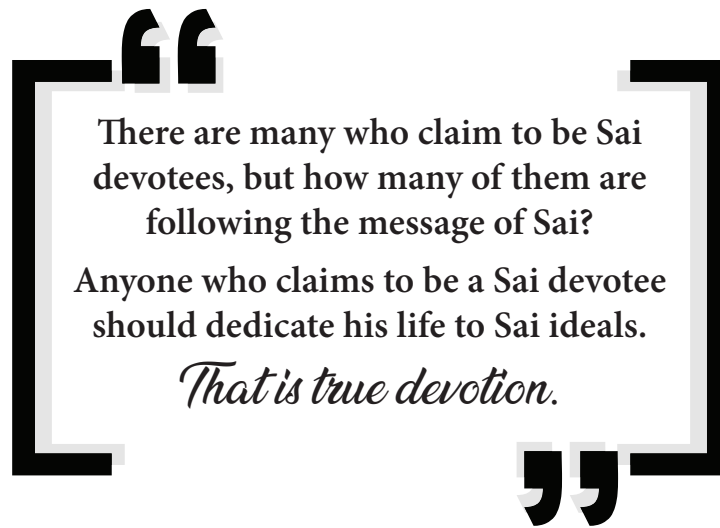 There are many who claim to be Sai
devotees, but how many of them are
following the message of Sai?
Anyone who claims to be a Sai devotee
should dedicate his life to Sai ideals.
That is true devotion.